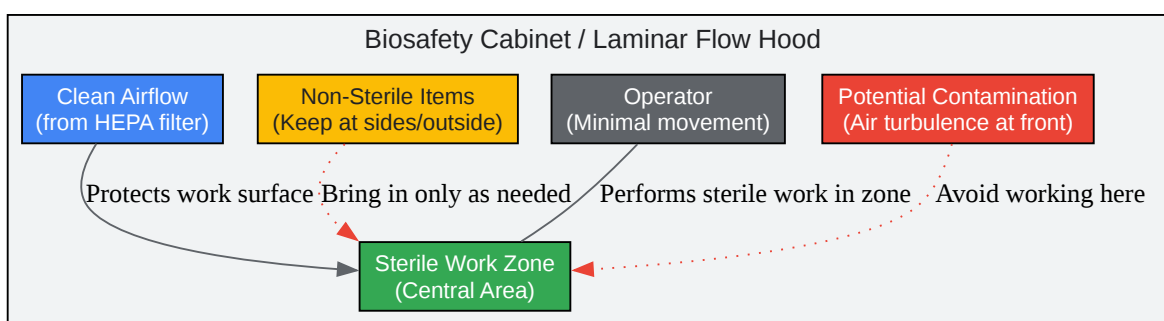 Biosafety Cabinet / Laminar Flow Hood
Clean Airflow
(from HEPA filter)
Non-Sterile Items
(Keep at sides/outside)
Operator
(Minimal movement)
Potential Contamination
(Air turbulence at front)
Protects work surface
Bring in only as needed
Performs sterile work in zone
Avoid working here
Sterile Work Zone
(Central Area)